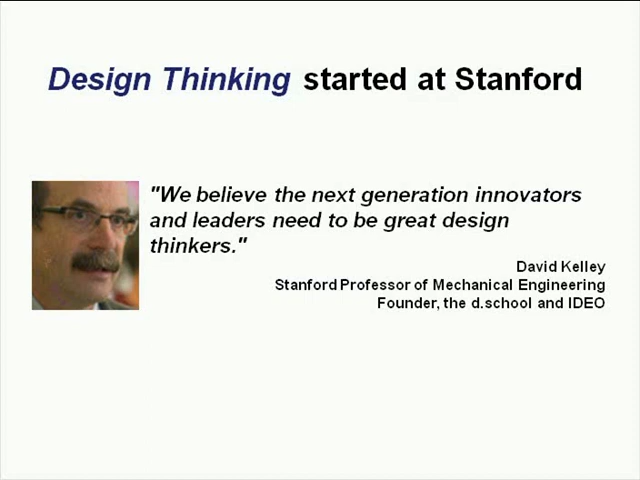 Design Thinking started at Stanford
"We believe the next generation innovators
and leaders need to be great design
thinkers."
David Kelley
Stanford Professor of Mechanical Engineering
Founder, the d.school and IDEO